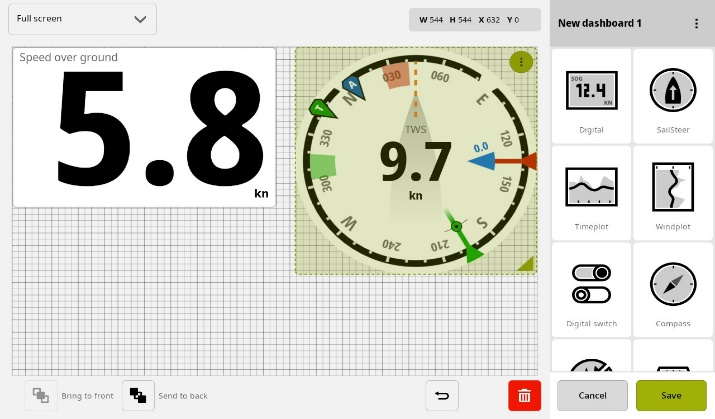 Full screen
W 544 H 544 X 632 Y 0
New dashboard 1
Speed over ground
5.8
kn
030
060
N
E
A
T
330
120
TWS
9.7
kn
0.0
300
150
W
S
240
210
SOG
12.4
KN
Digital
SailSteer
Timeplot
Windplot
Digital switch
Compass
Bring to front
Send to back
Cancel
Save